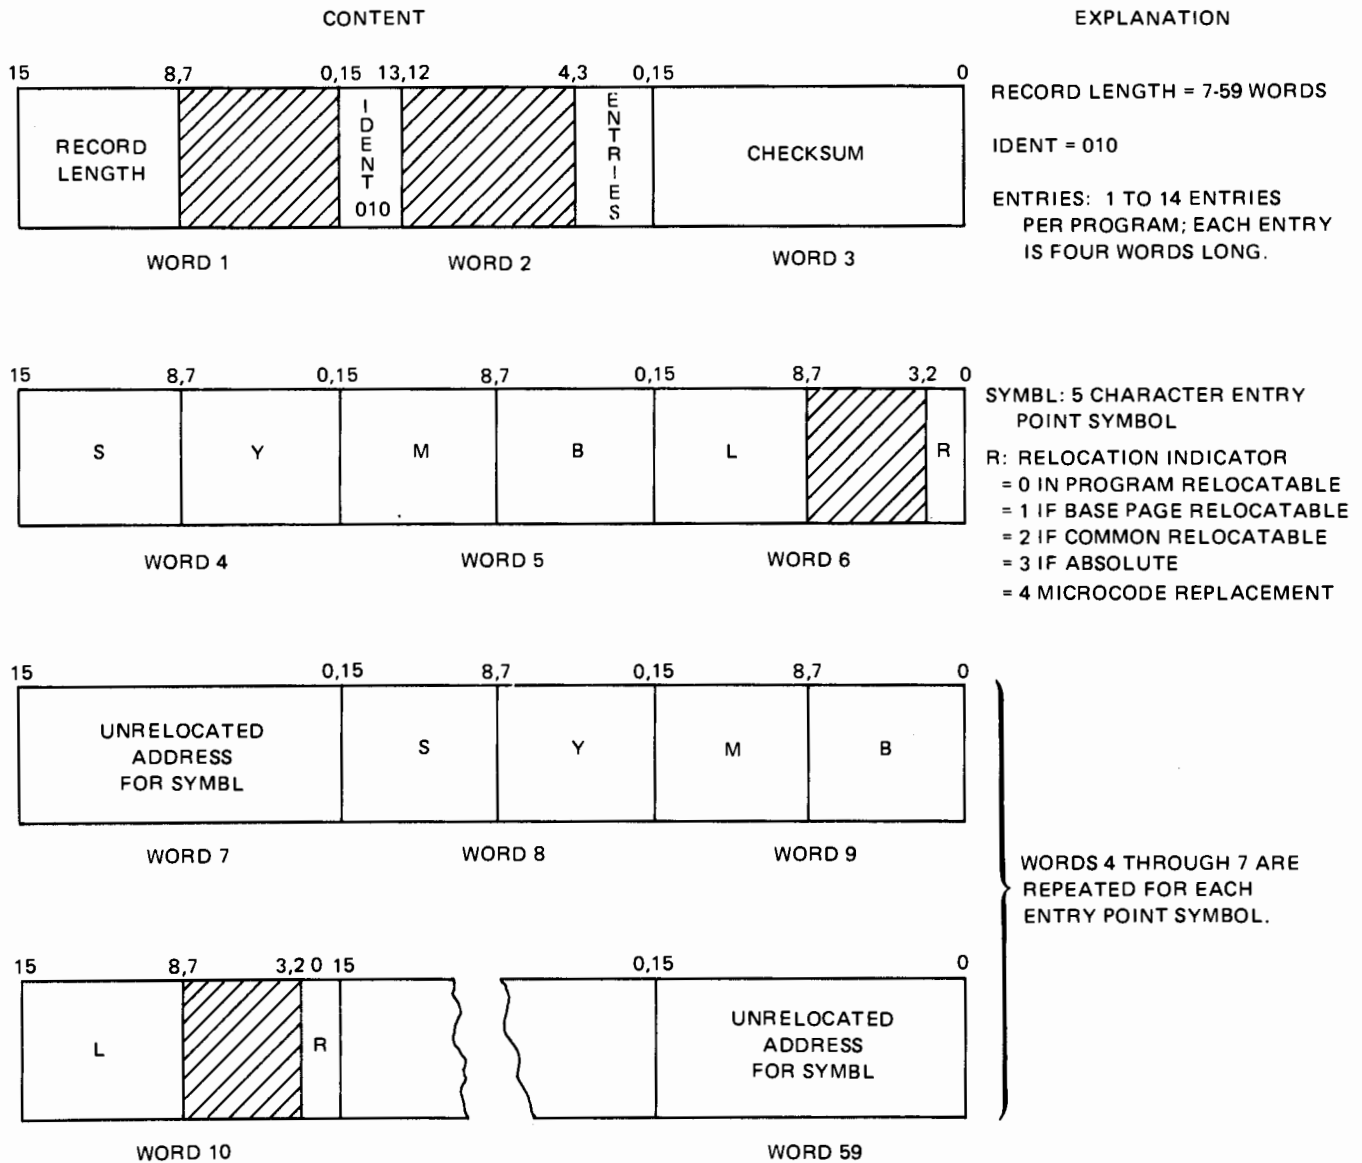 CONTENT
EXPLANATION
15 8,7 0,15 13,12 4,3 0,15 0
RECORD LENGTH
IDENT 010
ENTRIES
CHECKSUM
WORD 1 WORD 2 WORD 3
RECORD LENGTH = 7-59 WORDS
IDENT = 010
ENTRIES: 1 TO 14 ENTRIES
PER PROGRAM; EACH ENTRY
IS FOUR WORDS LONG.
15 8,7 0,15 8,7 0,15 8,7 3,2 0
S Y M B L R
WORD 4 WORD 5 WORD 6
SYMBL: 5 CHARACTER ENTRY
POINT SYMBOL
R: RELOCATION INDICATOR
= 0 IN PROGRAM RELOCATABLE
= 1 IF BASE PAGE RELOCATABLE
= 2 IF COMMON RELOCATABLE
= 3 IF ABSOLUTE
= 4 MICROCODE REPLACEMENT
15 0,15 8,7 0,15 8,7 0
UNRELOCATED
ADDRESS
FOR SYMBL
S Y M B
WORD 7 WORD 8 WORD 9
WORDS 4 THROUGH 7 ARE
REPEATED FOR EACH
ENTRY POINT SYMBOL.
15 8,7 3,2 0 15 0,15 0
L R
UNRELOCATED
ADDRESS
FOR SYMBL
WORD 10 WORD 59